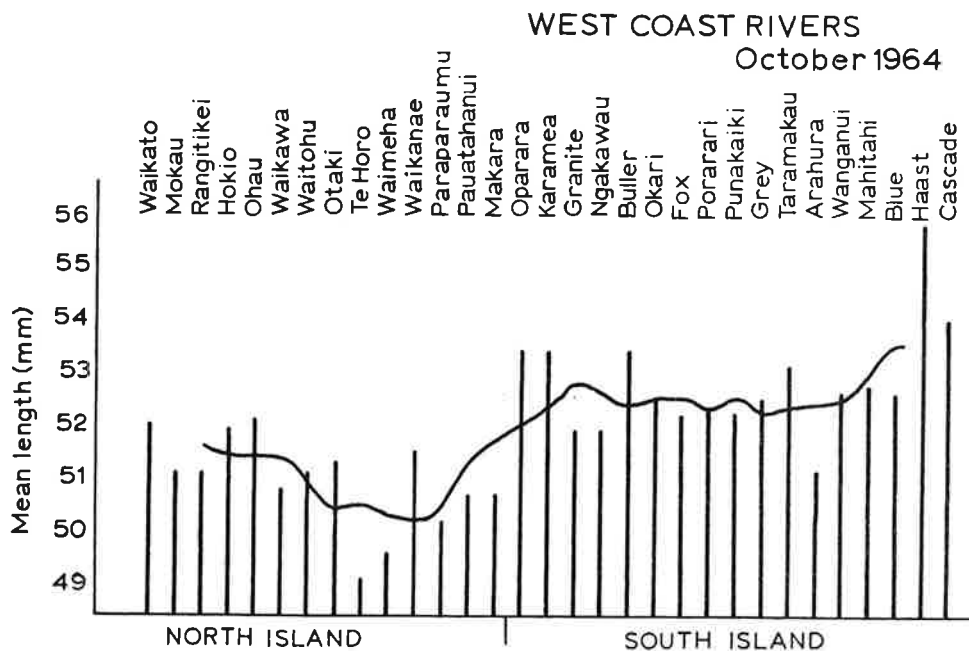 WEST COAST RIVERS
October 1964
Waikato
Mokau
Rangitikei
Hokio
Ohau
Waikawa
Waitohu
Otaki
Te Horo
Waimeha
Waikanae
Paraparaumu
Pauatahanui
Makara
Oparara
Karamea
Granite
Ngakawau
Buller
Okari
Fox
Porarari
Punakaiki
Grey
Taramakau
Arahura
Wanganui
Mahitahi
Blue
Haast
Cascade
Mean length (mm)
56
55
54
53
52
51
50
49
NORTH ISLAND
SOUTH ISLAND